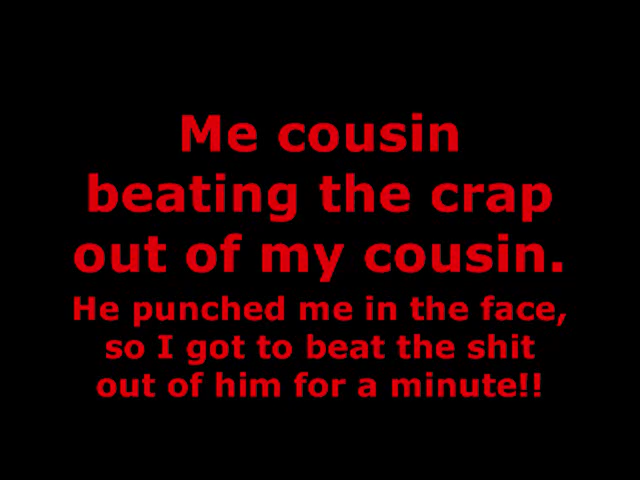 Me cousin
beating the crap
out of my cousin.
He punched me in the face,
so I got to beat the shit
out of him for a minute!!